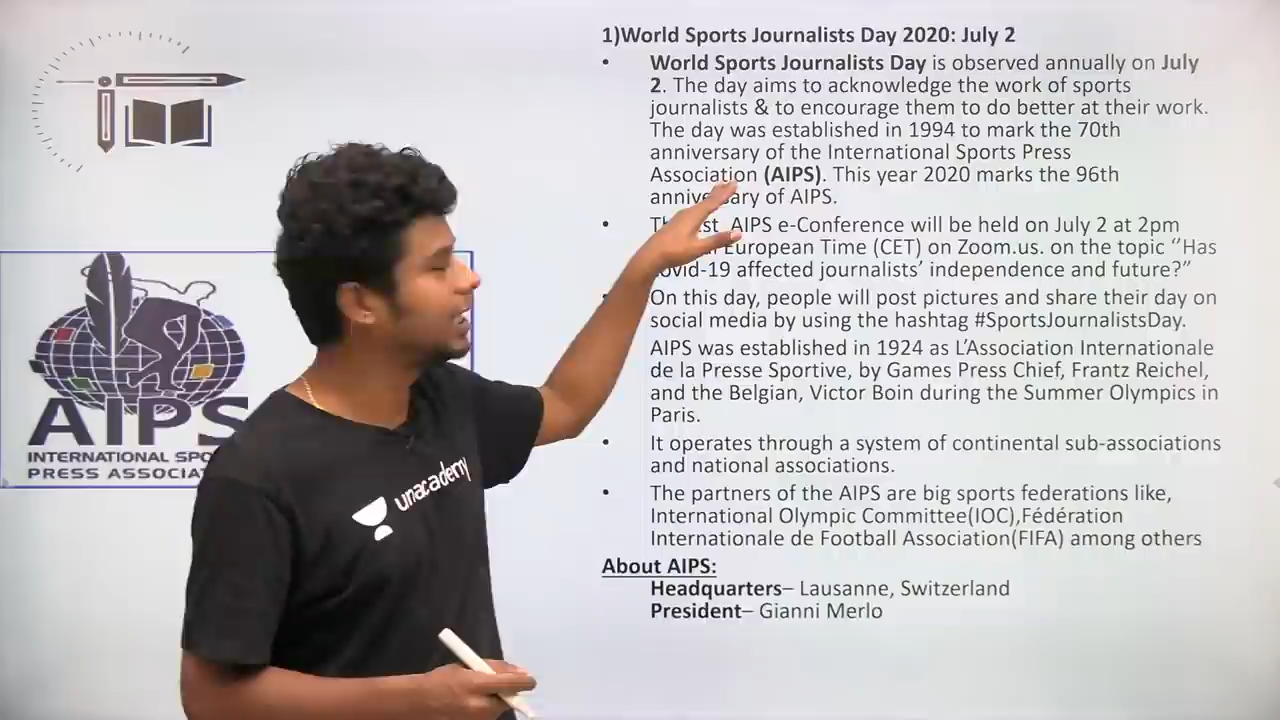 1)World Sports Journalists Day 2020: July 2
• World Sports Journalists Day is observed annually on July
2. The day aims to acknowledge the work of sports
journalists & to encourage them to do better at their work.
The day was established in 1994 to mark the 70th
anniversary of the International Sports Press
Association (AIPS). This year 2020 marks the 96th
anniversary of AIPS.
• AIPS e-Conference will be held on July 2 at 2pm
European Time (CET) on Zoom.us. on the topic “Has
Covid-19 affected journalists’ independence and future?”
• On this day, people will post pictures and share their day on
social media by using the hashtag #SportsJournalistsDay.
AIPS was established in 1924 as L’Association Internationale
de la Presse Sportive, by Games Press Chief, Frantz Reichel,
and the Belgian, Victor Boin during the Summer Olympics in
Paris.
• It operates through a system of continental sub-associations
and national associations.
• The partners of the AIPS are big sports federations like,
International Olympic Committee(IOC),Fédération
Internationale de Football Association(FIFA) among others
About AIPS:
Headquarters– Lausanne, Switzerland
President– Gianni Merlo
AIPS
INTERNATIONAL
PRESS
unacademy